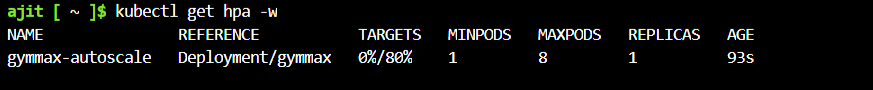 ajit [ ~ ]$ kubectl get hpa -w
NAME REFERENCE TARGETS MINPODS MAXPODS REPLICAS AGE
gymmax-autoscale Deployment/gymmax 0%/80% 1 8 1 93s